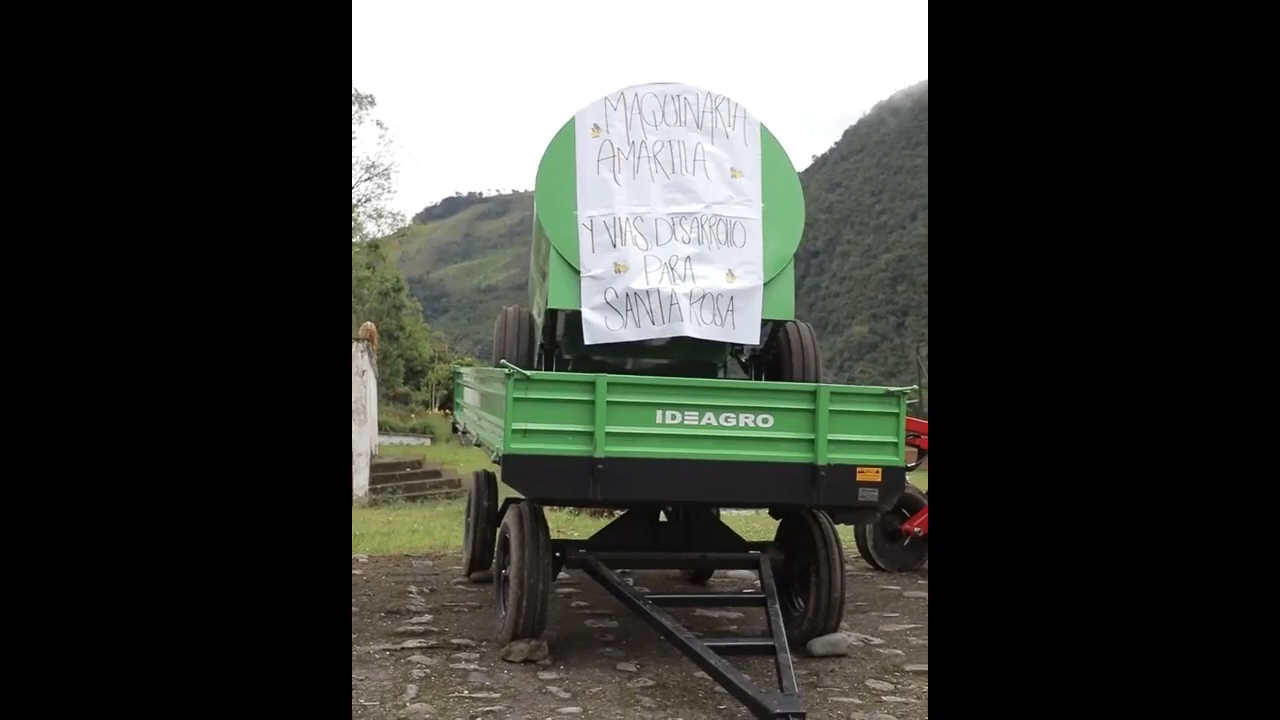 MAQUINARIA
AMARILLA
Y VIAS, DESARROLLO
PARA
SANTA ROSA
IDEAGRO